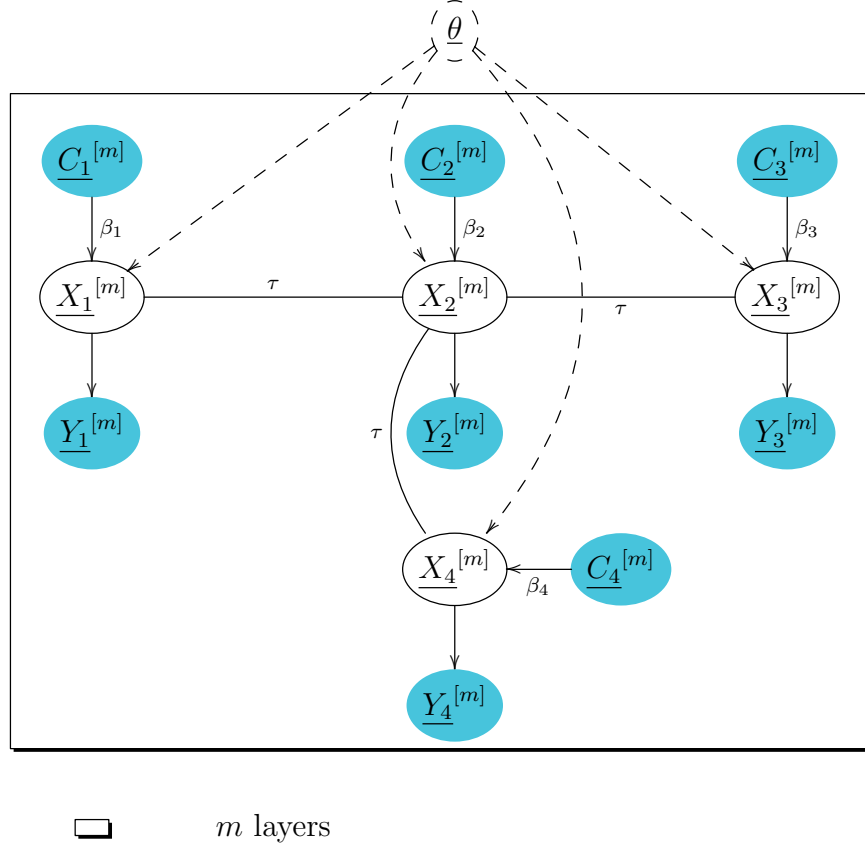 θ
C₁^[m] C₂^[m] C₃^[m]
β₁ β₂ β₃
X₁^[m] τ X₂^[m] τ X₃^[m]
Y₁^[m] τ Y₂^[m] Y₃^[m]
X₄^[m] β₄ C₄^[m]
Y₄^[m]
m layers